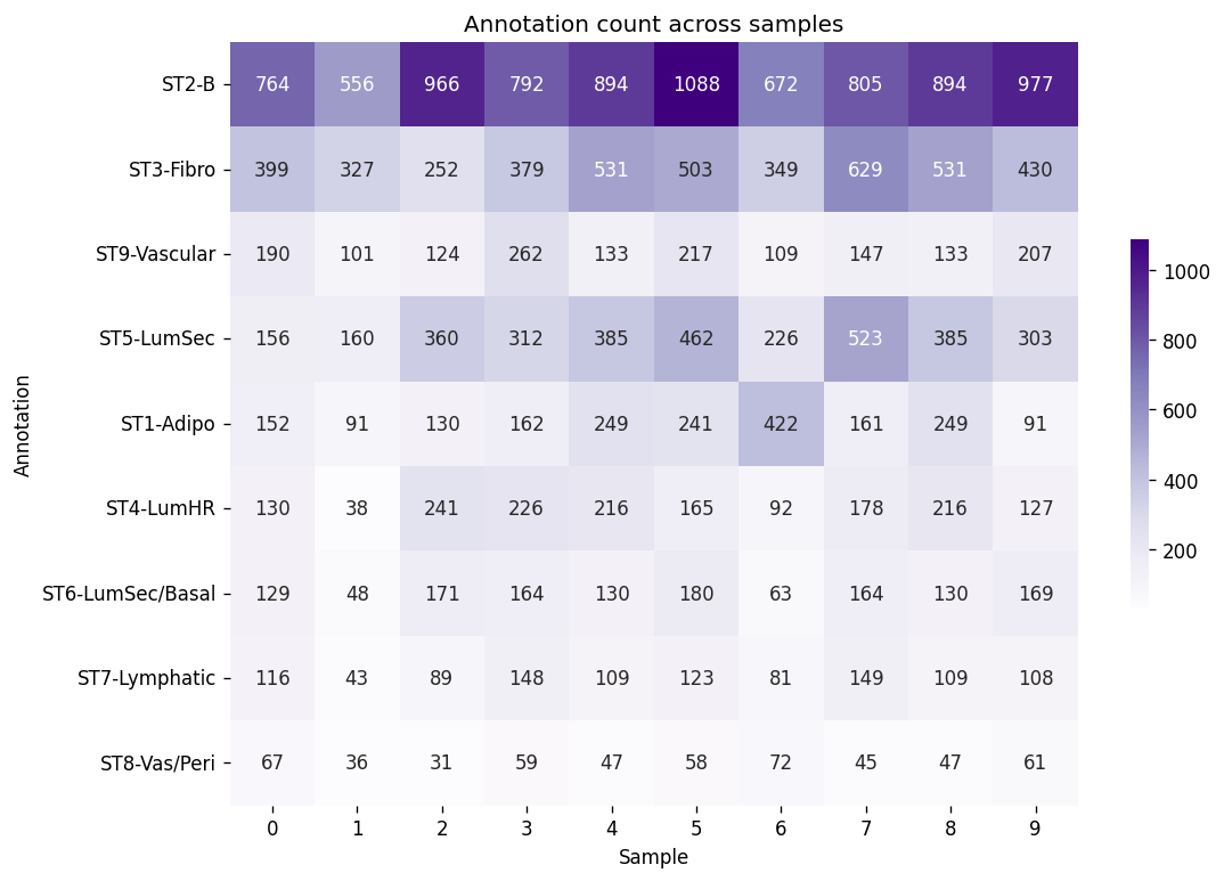 Annotation count across samples
ST2-B 764 556 966 792 894 1088 672 805 894 977
ST3-Fibro 399 327 252 379 531 503 349 629 531 430
ST9-Vascular 190 101 124 262 133 217 109 147 133 207
ST5-LumSec 156 160 360 312 385 462 226 523 385 303
ST1-Adipo 152 91 130 162 249 241 422 161 249 91
ST4-LumHR 130 38 241 226 216 165 92 178 216 127
ST6-LumSec/Basal 129 48 171 164 130 180 63 164 130 169
ST7-Lymphatic 116 43 89 148 109 123 81 149 109 108
ST8-Vas/Peri 67 36 31 59 47 58 72 45 47 61
0 1 2 3 4 5 6 7 8 9
Sample
Annotation
1000
800
600
400
200